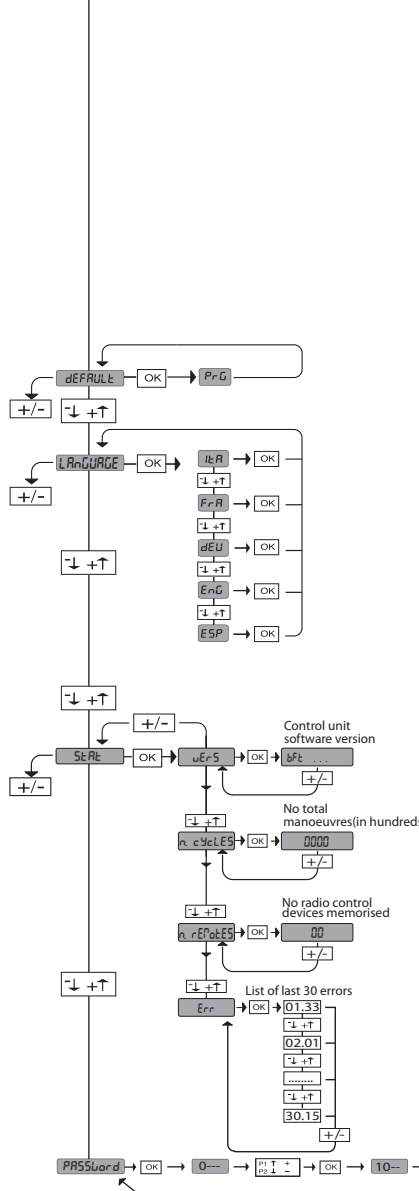 dEFAULt OK PrG
+/- -↓ +↑
LAnGUAGE OK ItA OK
-↓ +↑
+/-
FrA OK
-↓ +↑
dEU OK
-↓ +↑
-↓ +↑
EnG OK
-↓ +↑
ESP OK
-↓ +↑
+/-
Control unit
software version
StAt OK vErS OK bFt ...
+/-
+/-
No total
manoeuvres(in hundreds
-↓ +↑
n. cYcLES OK 0000
+/-
No radio control
devices memorised
-↓ +↑
n. rEMotES OK 00
+/-
-↓ +↑
-↓ +↑
List of last 30 errors
Err OK 01.33
-↓ +↑
02.01
-↓ +↑
........
-↓ +↑
30.15
+/-
PASSword OK 0--- P1 ↑ + OK 10--
P2 ↓ -